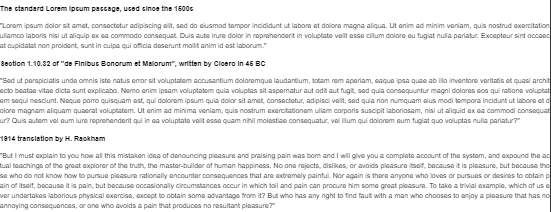 The standard Lorem Ipsum passage, used since the 1500s
"Lorem ipsum dolor sit amet, consectetur adipiscing elit, sed do eiusmod tempor incididunt ut labore et dolore magna aliqua. Ut enim ad minim veniam, quis nostrud exercitation
ullamco laboris nisi ut aliquip ex ea commodo consequat. Duis aute irure dolor in reprehenderit in voluptate velit esse cillum dolore eu fugiat nulla pariatur. Excepteur sint occaec
at cupidatat non proident, sunt in culpa qui officia deserunt mollit anim id est laborum."
Section 1.10.32 of "de Finibus Bonorum et Malorum", written by Cicero in 45 BC
"Sed ut perspiciatis unde omnis iste natus error sit voluptatem accusantium doloremque laudantium, totam rem aperiam, eaque ipsa quae ab illo inventore veritatis et quasi archit
ecto beatae vitae dicta sunt explicabo. Nemo enim ipsam voluptatem quia voluptas sit aspernatur aut odit aut fugit, sed quia consequuntur magni dolores eos qui ratione voluptat
em sequi nesciunt. Neque porro quisquam est, qui dolorem ipsum quia dolor sit amet, consectetur, adipisci velit, sed quia non numquam eius modi tempora incidunt ut labore et d
olore magnam aliquam quaerat voluptatem. Ut enim ad minima veniam, quis nostrum exercitationem ullam corporis suscipit laboriosam, nisi ut aliquid ex ea commodi consequat
ur? Quis autem vel eum iure reprehenderit qui in ea voluptate velit esse quam nihil molestiae consequatur, vel illum qui dolorem eum fugiat quo voluptas nulla pariatur?"
1914 translation by H. Rackham
"But I must explain to you how all this mistaken idea of denouncing pleasure and praising pain was born and I will give you a complete account of the system, and expound the ac
tual teachings of the great explorer of the truth, the master-builder of human happiness. No one rejects, dislikes, or avoids pleasure itself, because it is pleasure, but because tho
se who do not know how to pursue pleasure rationally encounter consequences that are extremely painful. Nor again is there anyone who loves or pursues or desires to obtain p
ain of itself, because it is pain, but because occasionally circumstances occur in which toil and pain can procure him some great pleasure. To take a trivial example, which of us e
ver undertakes laborious physical exercise, except to obtain some advantage from it? But who has any right to find fault with a man who chooses to enjoy a pleasure that has no
annoying consequences, or one who avoids a pain that produces no resultant pleasure?"